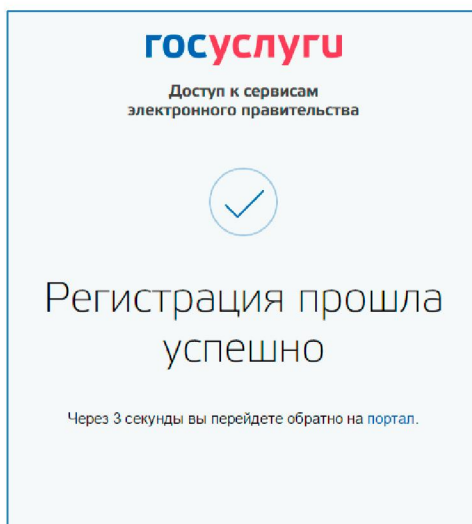 госуслуги
Доступ к сервисам
электронного правительства
Регистрация прошла
успешно
Через 3 секунды вы перейдете обратно на портал.